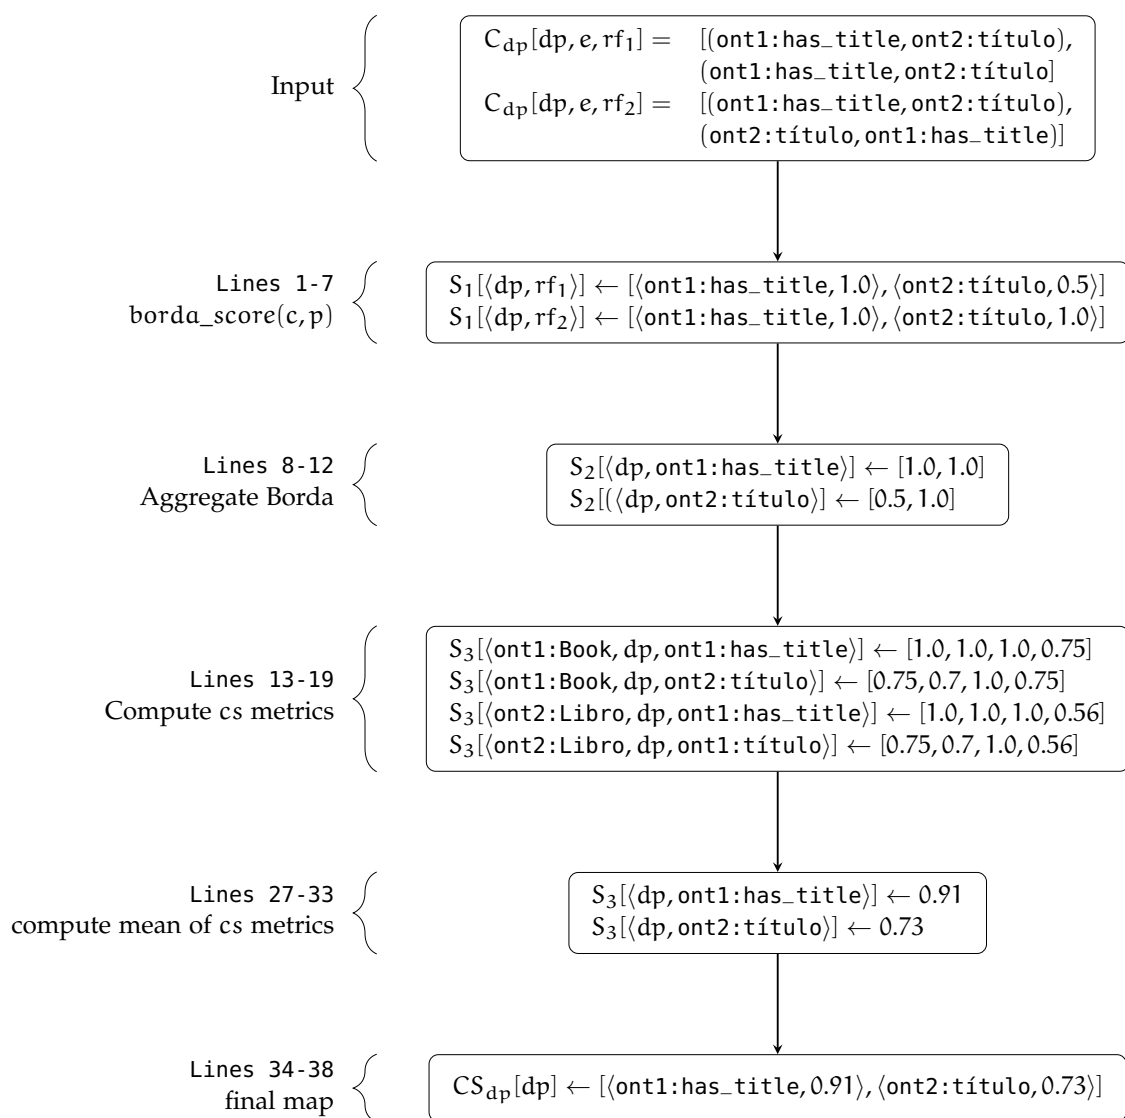 Input
C_dp[dp, e, rf_1] = [(ont1:has_title, ont2:título),
(ont1:has_title, ont2:título]
C_dp[dp, e, rf_2] = [(ont1:has_title, ont2:título),
(ont2:título, ont1:has_title)]
Lines 1-7
borda_score(c, p)
S_1[⟨dp, rf_1⟩] ← [⟨ont1:has_title, 1.0⟩, ⟨ont2:título, 0.5⟩]
S_1[⟨dp, rf_2⟩] ← [⟨ont1:has_title, 1.0⟩, ⟨ont2:título, 1.0⟩]
Lines 8-12
Aggregate Borda
S_2[⟨dp, ont1:has_title⟩] ← [1.0, 1.0]
S_2[(⟨dp, ont2:título⟩] ← [0.5, 1.0]
Lines 13-19
Compute cs metrics
S_3[⟨ont1:Book, dp, ont1:has_title⟩] ← [1.0, 1.0, 1.0, 0.75]
S_3[⟨ont1:Book, dp, ont2:título⟩] ← [0.75, 0.7, 1.0, 0.75]
S_3[⟨ont2:Libro, dp, ont1:has_title⟩] ← [1.0, 1.0, 1.0, 0.56]
S_3[⟨ont2:Libro, dp, ont1:título⟩] ← [0.75, 0.7, 1.0, 0.56]
Lines 27-33
compute mean of cs metrics
S_3[⟨dp, ont1:has_title⟩] ← 0.91
S_3[⟨dp, ont2:título⟩] ← 0.73
Lines 34-38
final map
CS_dp[dp] ← [⟨ont1:has_title, 0.91⟩, ⟨ont2:título, 0.73⟩]